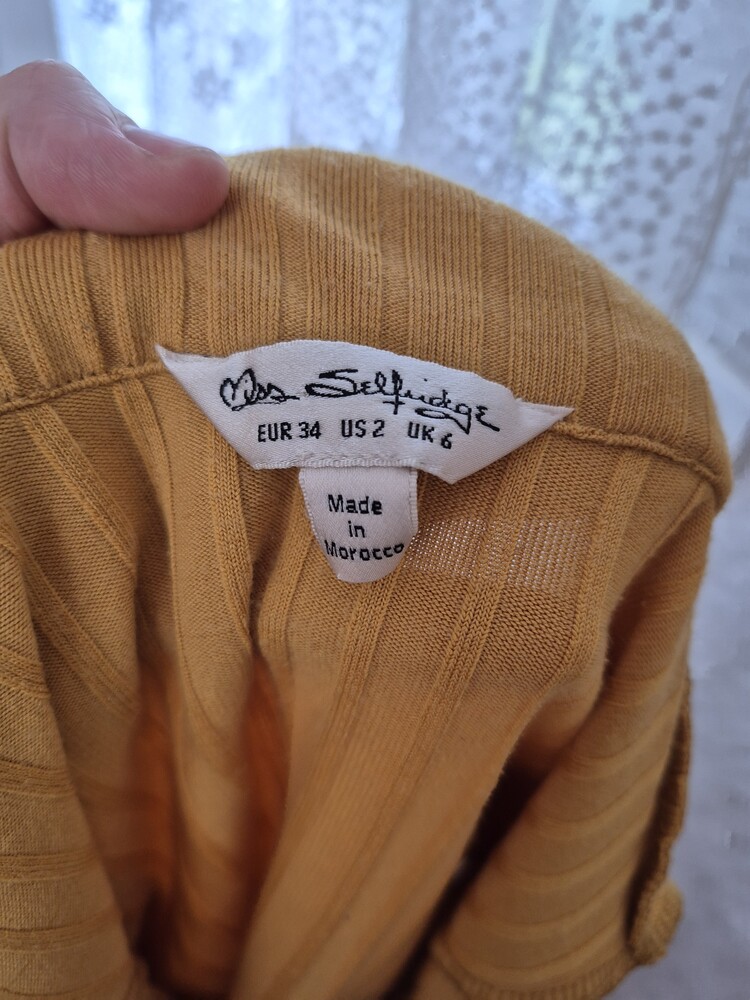 Miss Selfridge
EUR 34 US 2 UK 6
Made
in
Morocco